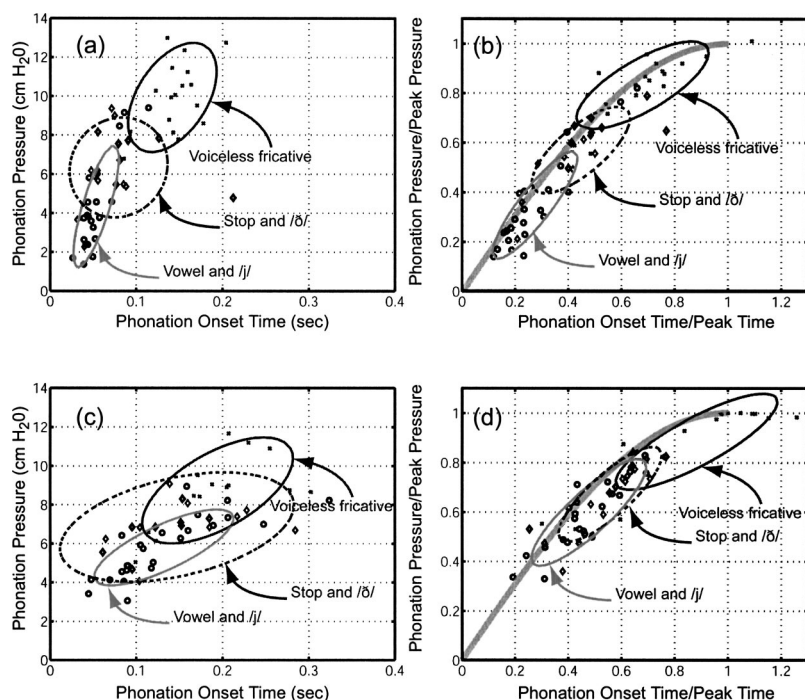 (a)
Phonation Pressure (cm H20)
14
12
10
8
6
4
2
0
0
0.1
0.2
0.3
0.4
Voiceless fricative
Stop and /ð/
Vowel and /j/
Phonation Onset Time (sec)
(b)
Phonation Pressure/Peak Pressure
1
0.8
0.6
0.4
0.2
0
0
0.2
0.4
0.6
0.8
1
1.2
Voiceless fricative
Stop and /ð/
Vowel and /j/
Phonation Onset Time/Peak Time
(c)
Phonation Pressure (cm H20)
14
12
10
8
6
4
2
0
0
0.1
0.2
0.3
0.4
Voiceless fricative
Stop and /ð/
Vowel and /j/
Phonation Onset Time (sec)
(d)
Phonation Pressure/Peak Pressure
1
0.8
0.6
0.4
0.2
0
0
0.2
0.4
0.6
0.8
1
1.2
Voiceless fricative
Stop and /ð/
Vowel and /j/
Phonation Onset Time/Peak Time